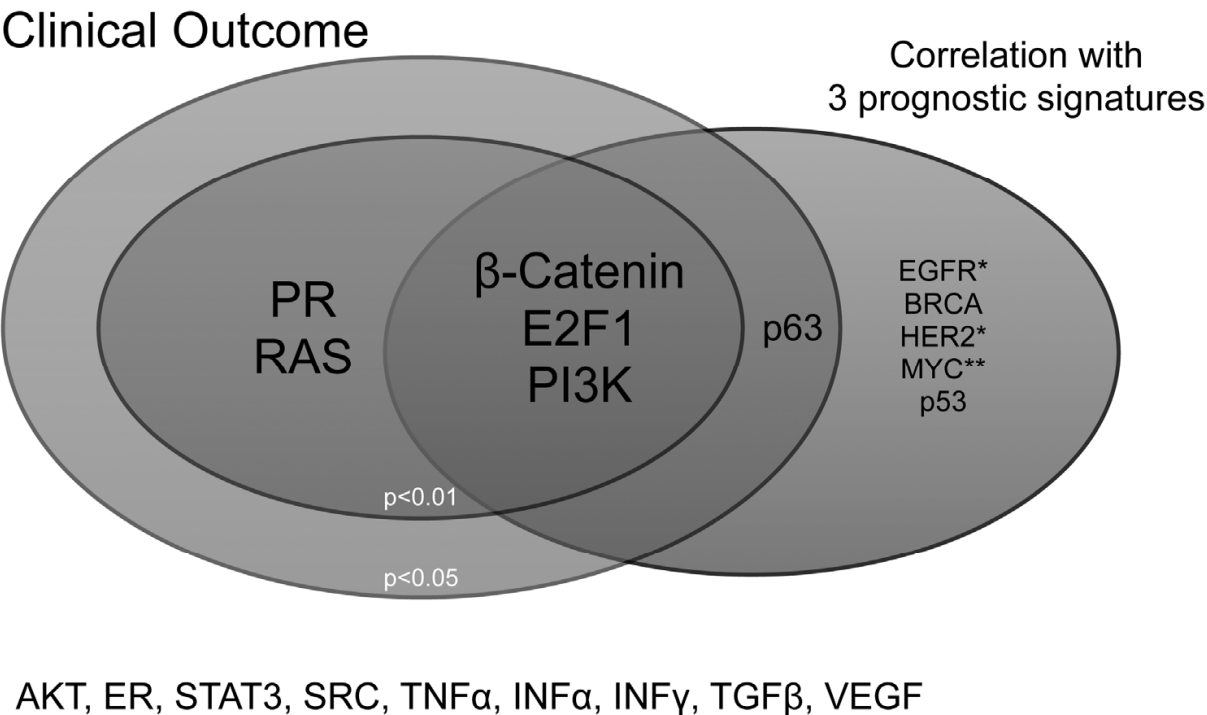 Clinical Outcome
Correlation with
3 prognostic signatures
PR
RAS
β-Catenin
E2F1
PI3K
p63
EGFR*
BRCA
HER2*
MYC**
p53
p<0.01
p<0.05
AKT, ER, STAT3, SRC, TNFα, INFα, INFγ, TGFβ, VEGF